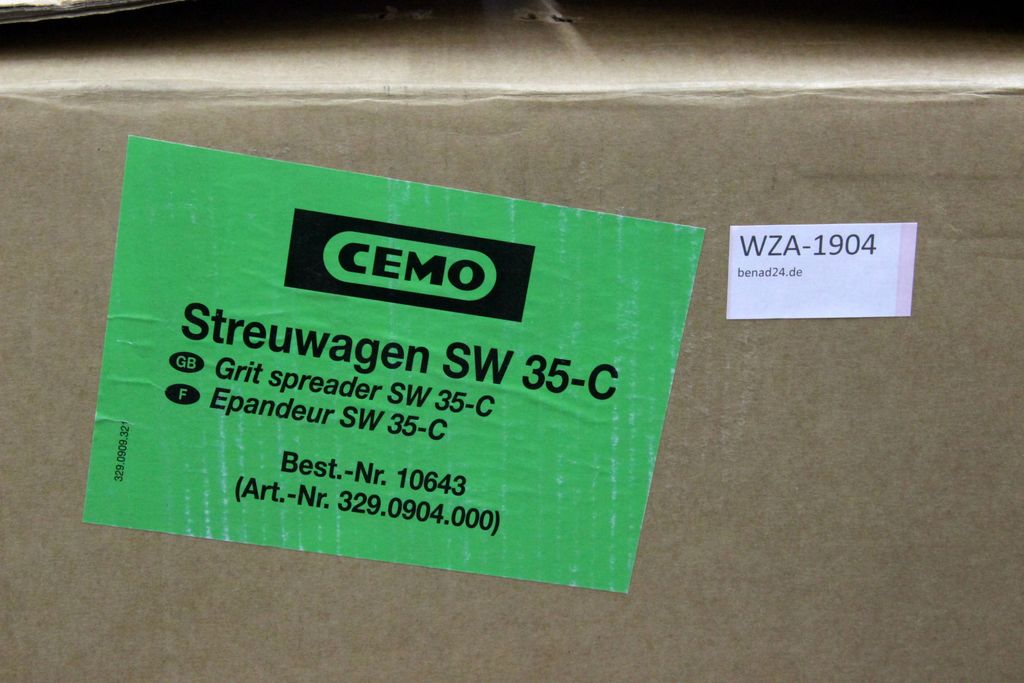 CEMO
Streuwagen SW 35-C
GB Grit spreader SW 35-C
F Epandeur SW 35-C
Best.-Nr. 10643
(Art.-Nr. 329.0904.000)
329.0909.321
WZA-1904
benad24.de